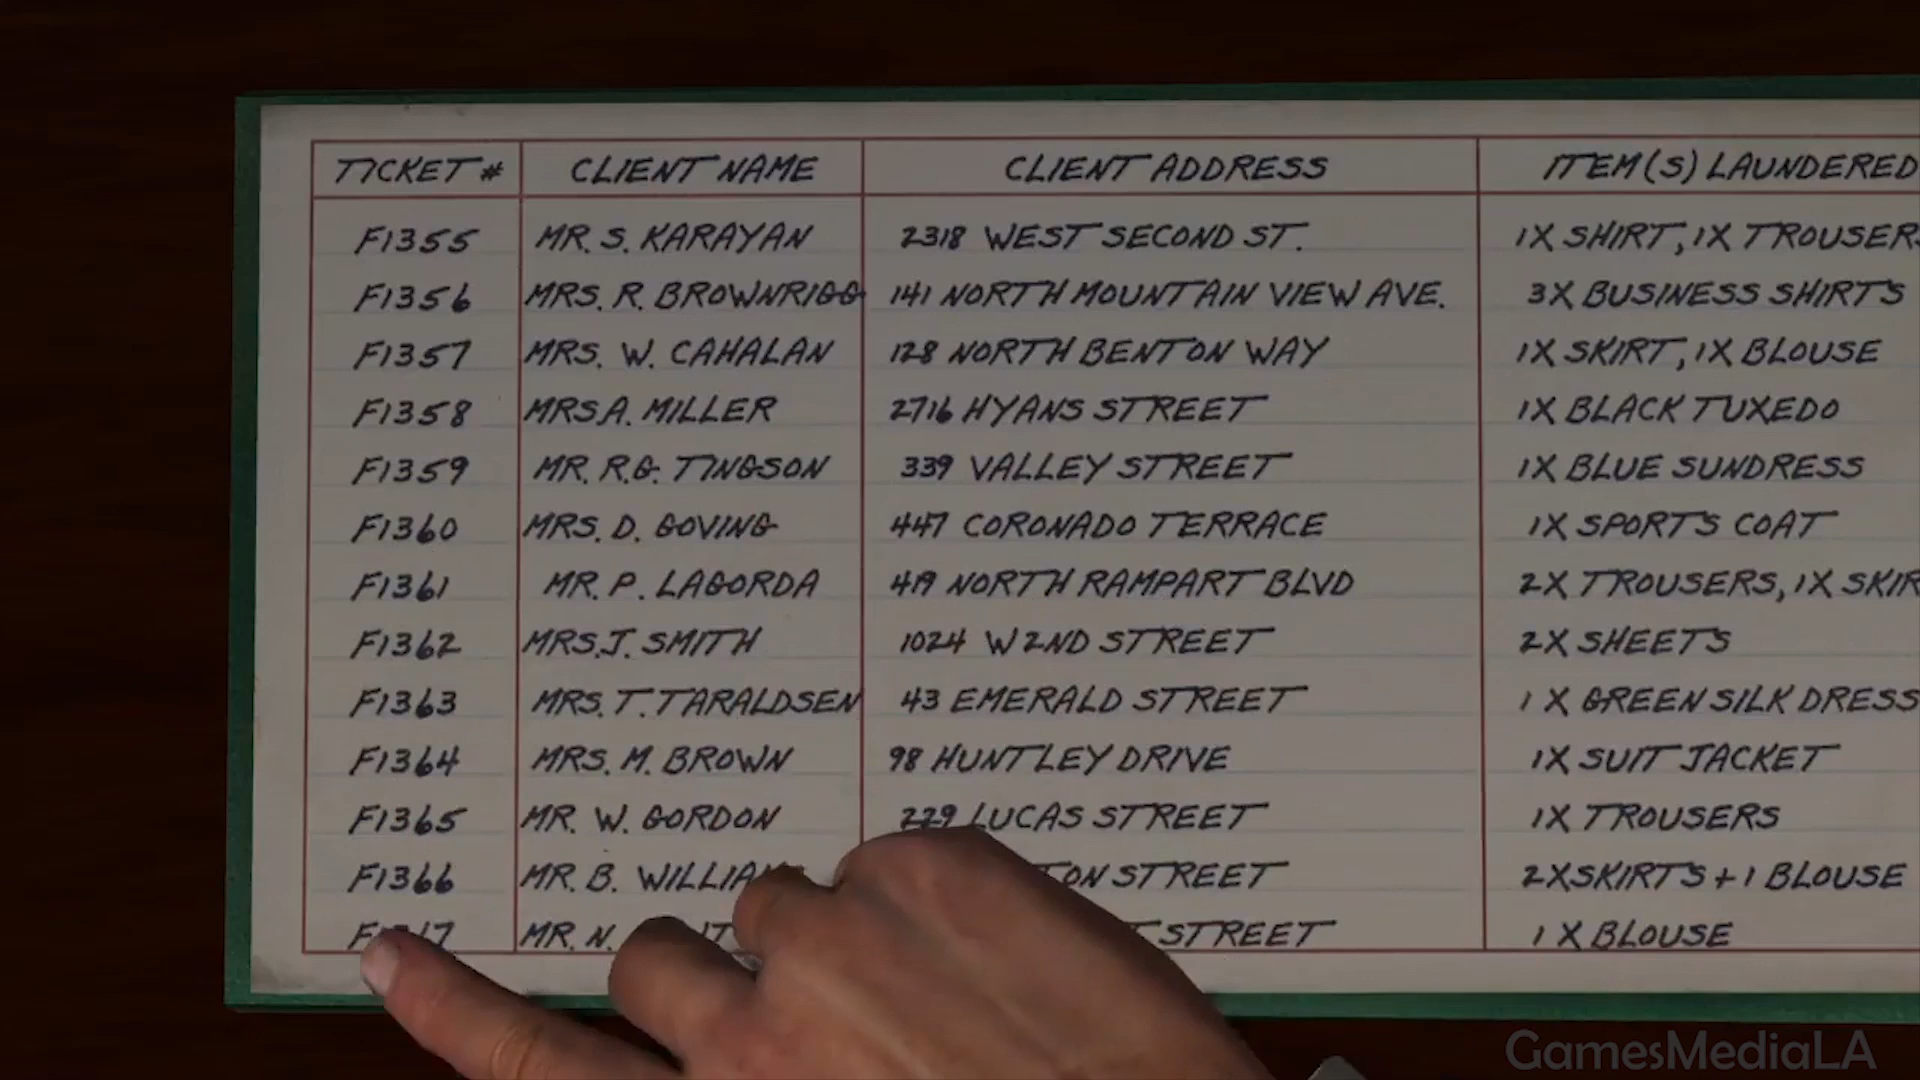 TICKET # CLIENT NAME CLIENT ADDRESS ITEM(S) LAUNDERED
F1355 MR. S. KARAYAN 2318 WEST SECOND ST. 1X SHIRT, 1X TROUSERS
F1356 MRS. R. BROWNRIGG 141 NORTH MOUNTAIN VIEW AVE. 3X BUSINESS SHIRTS
F1357 MRS. W. CAHALAN 128 NORTH BENTON WAY 1X SKIRT, 1X BLOUSE
F1358 MRS A. MILLER 2716 HYANS STREET 1X BLACK TUXEDO
F1359 MR. R.G. TINGSON 339 VALLEY STREET 1X BLUE SUNDRESS
F1360 MRS. D. GOVING 447 CORONADO TERRACE 1X SPORTS COAT
F1361 MR. P. LAGORDA 419 NORTH RAMPART BLVD 2X TROUSERS, 1X
F1362 MRS. J. SMITH 1024 W 2ND STREET 2X SHEETS
F1363 MRS. T. TARALDSEN 43 EMERALD STREET 1 X GREEN SILK DRESS
F1364 MRS. M. BROWN 98 HUNTLEY DRIVE 1X SUIT JACKET
F1365 MR. W. GORDON 229 LUCAS STREET 1X TROUSERS
F1366 MR. B. STREET 2X SKIRTS + 1 BLOUSE
MR. N. STREET 1 X BLOUSE
GamesMediaLA